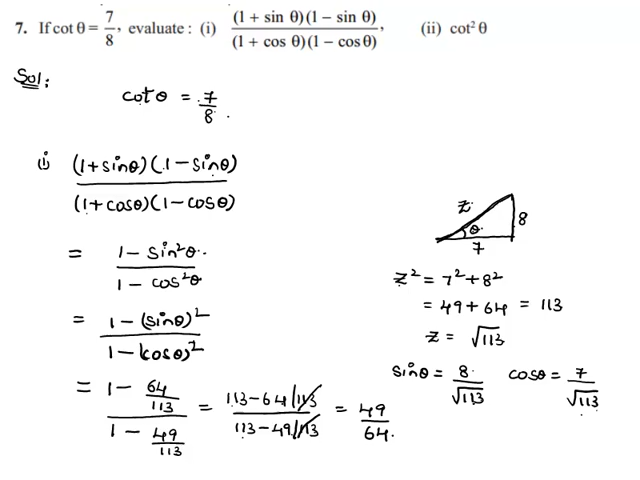 7. If cot θ = 7/8, evaluate : (i) (1 + sin θ)(1 − sin θ)/(1 + cos θ)(1 − cos θ), (ii) cot² θ
Sol:
cot θ = 7/8.
i) (1+sinθ)(1−sinθ)/(1+cosθ)(1−cosθ)
= 1−sin²θ/1−cos²θ
= 1−(sinθ)²/1−(cosθ)²
= 1−64/113/1−49/113 = 113−64/113/113−49/113 = 49/64.
z
8
θ
7
z² = 7²+8²
= 49+64 = 113
z = √113
sinθ = 8/√113 cosθ = 7/√113